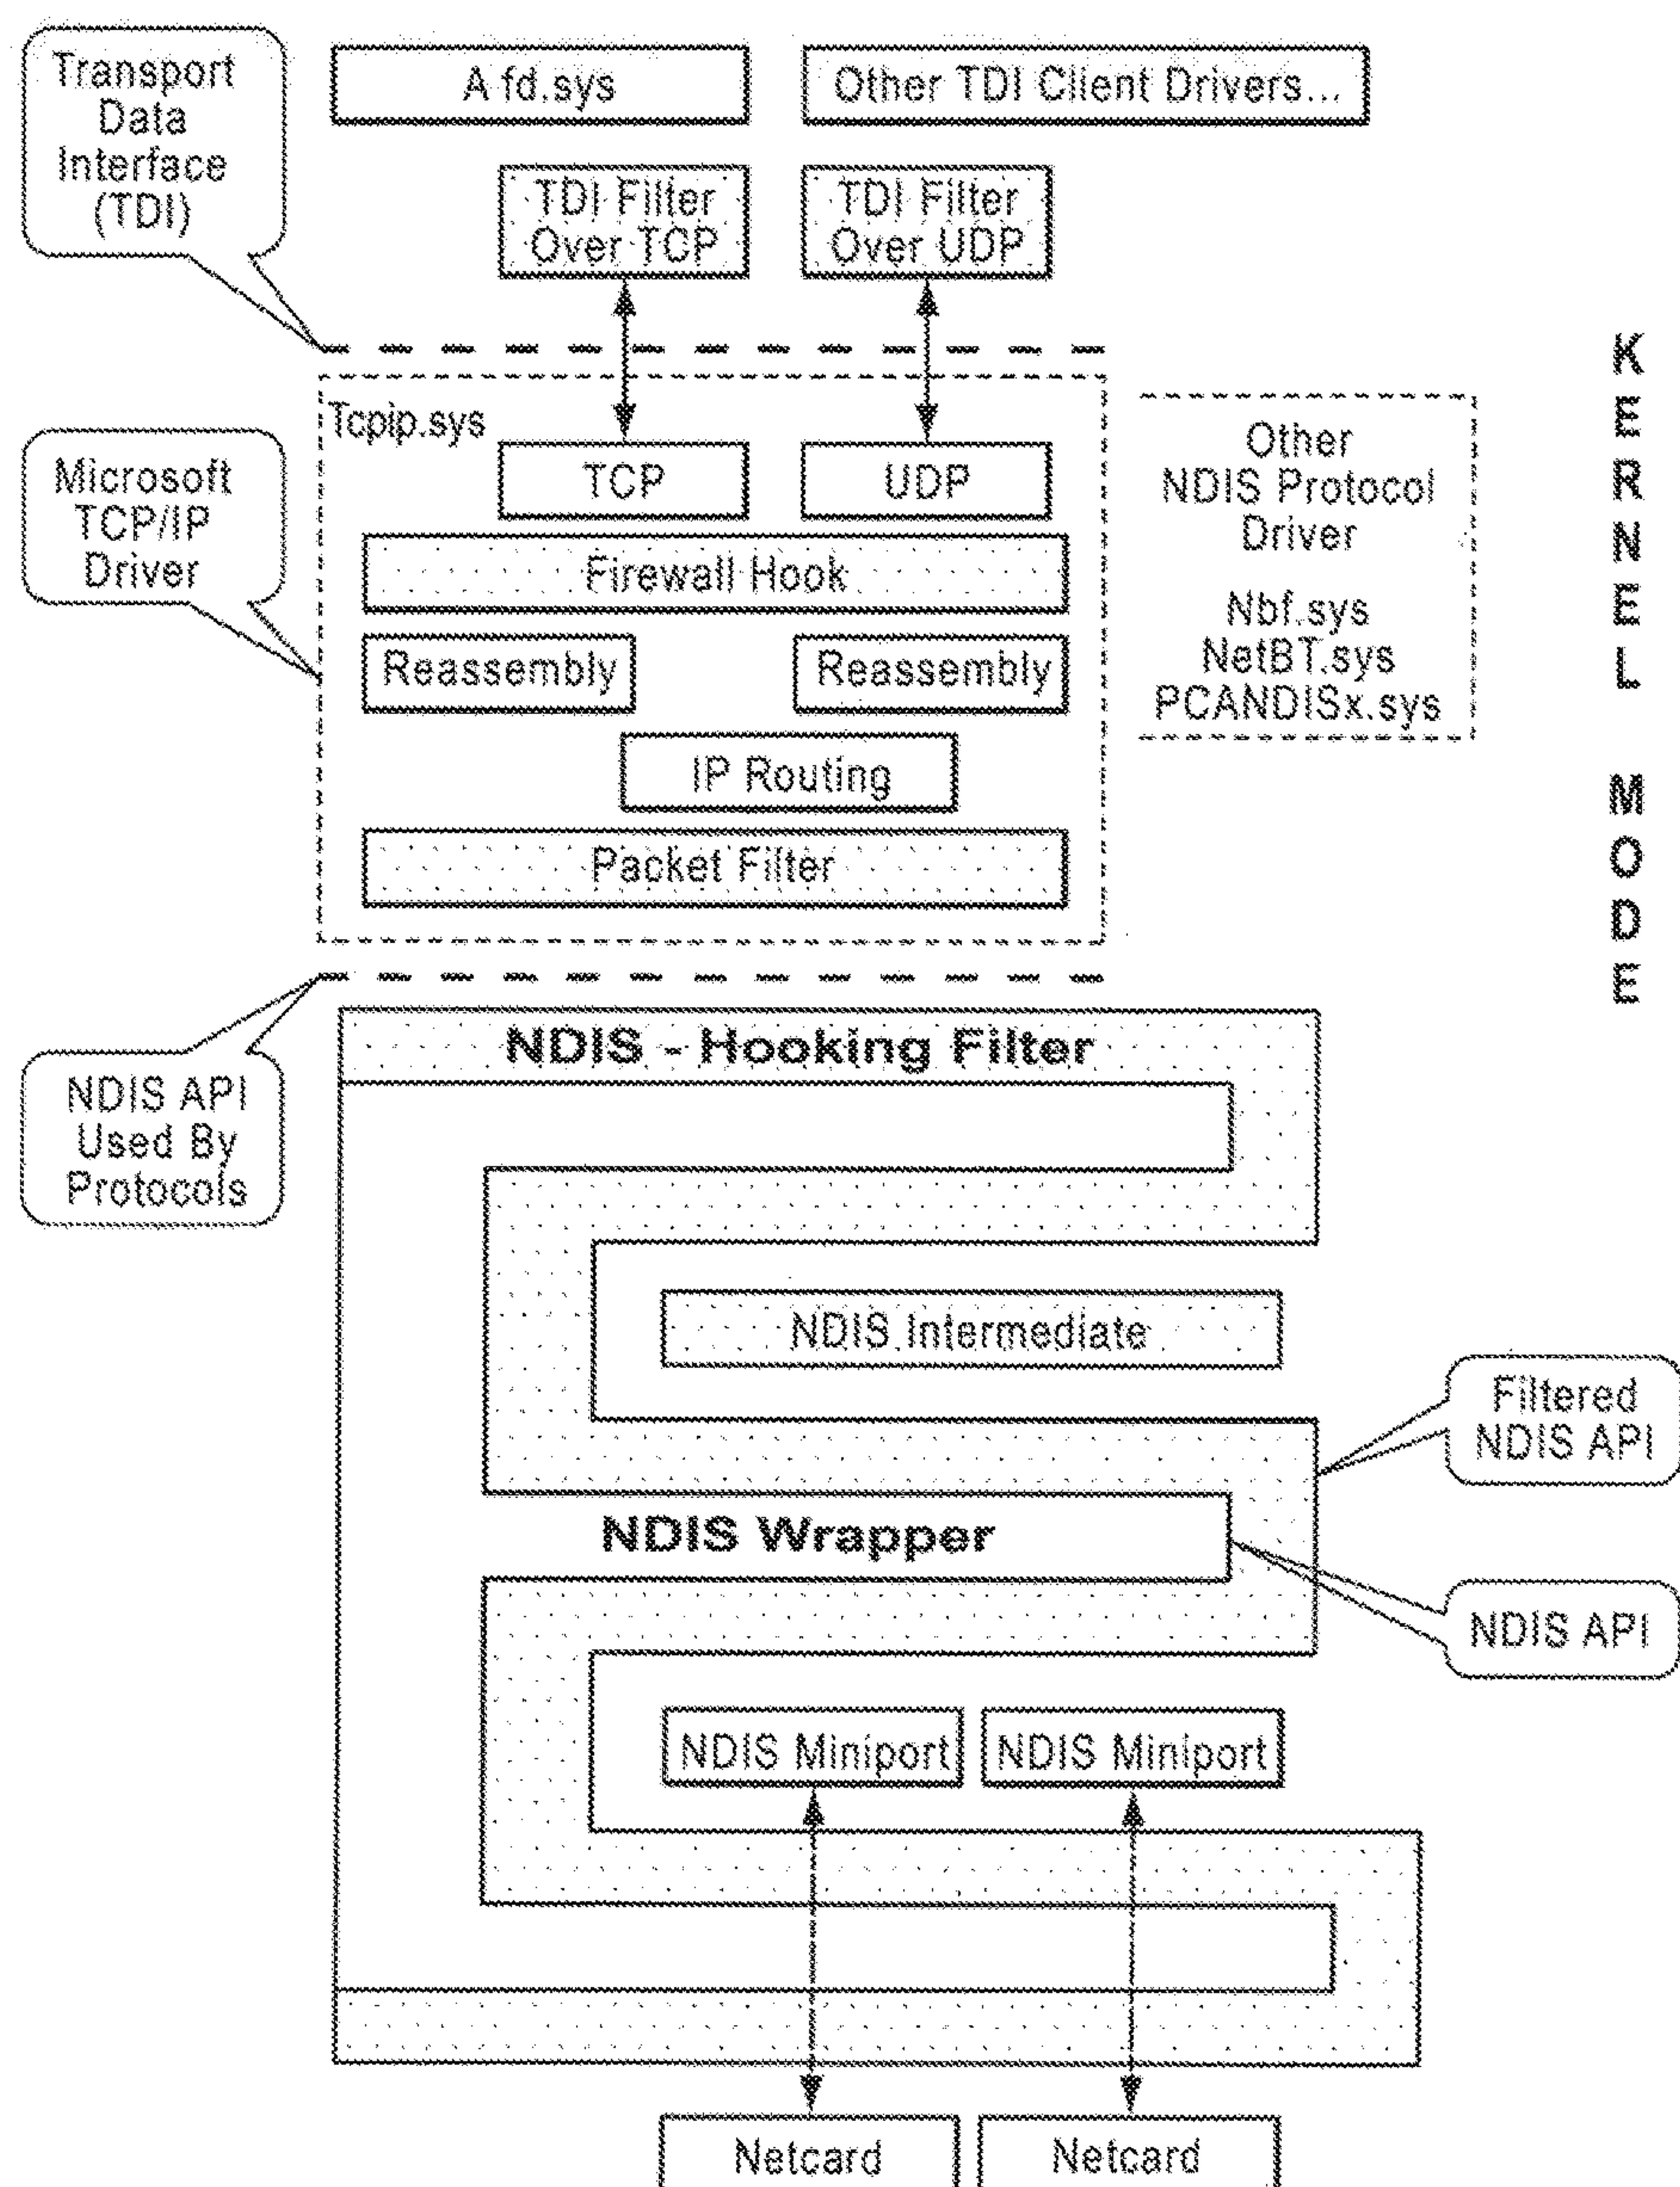 Transport
Data
Interface
(TDI)
Afd.sys
Other TDI Client Drivers...
TDI Filter
Over TCP
TDI Filter
Over UDP
Tcpip.sys
TCP
UDP
Microsoft
TCP/IP
Driver
Firewall Hook
Reassembly
Reassembly
IP Routing
Packet Filter
Other
NDIS Protocol
Driver
Nbf.sys
NetBT.sys
PCANDISx.sys
KERNEL MODE
NDIS API
Used By
Protocols
NDIS - Hooking Filter
NDIS Intermediate
Filtered
NDIS API
NDIS Wrapper
NDIS API
NDIS Miniport
NDIS Miniport
Netcard
Netcard